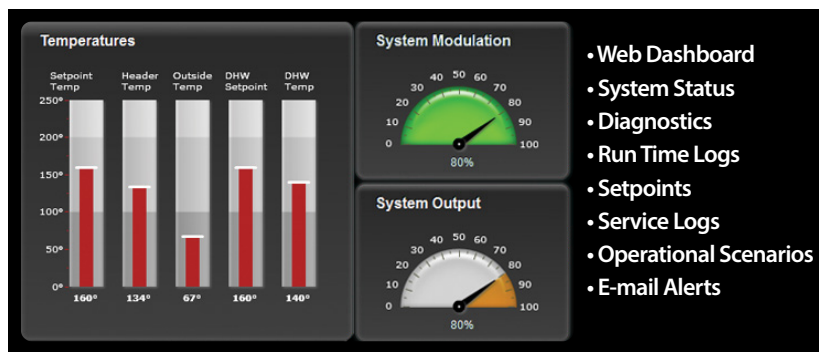 Temperatures
Setpoint Temp
Header Temp
Outside Temp
DHW Setpoint
DHW Temp
250°
200°
150°
100°
50°
0°
160°
134°
67°
160°
140°
System Modulation
0
10
20
30
40
50
60
70
80
90
100
80%
System Output
0
10
20
30
40
50
60
70
80
90
100
80%
• Web Dashboard
• System Status
• Diagnostics
• Run Time Logs
• Setpoints
• Service Logs
• Operational Scenarios
• E-mail Alerts